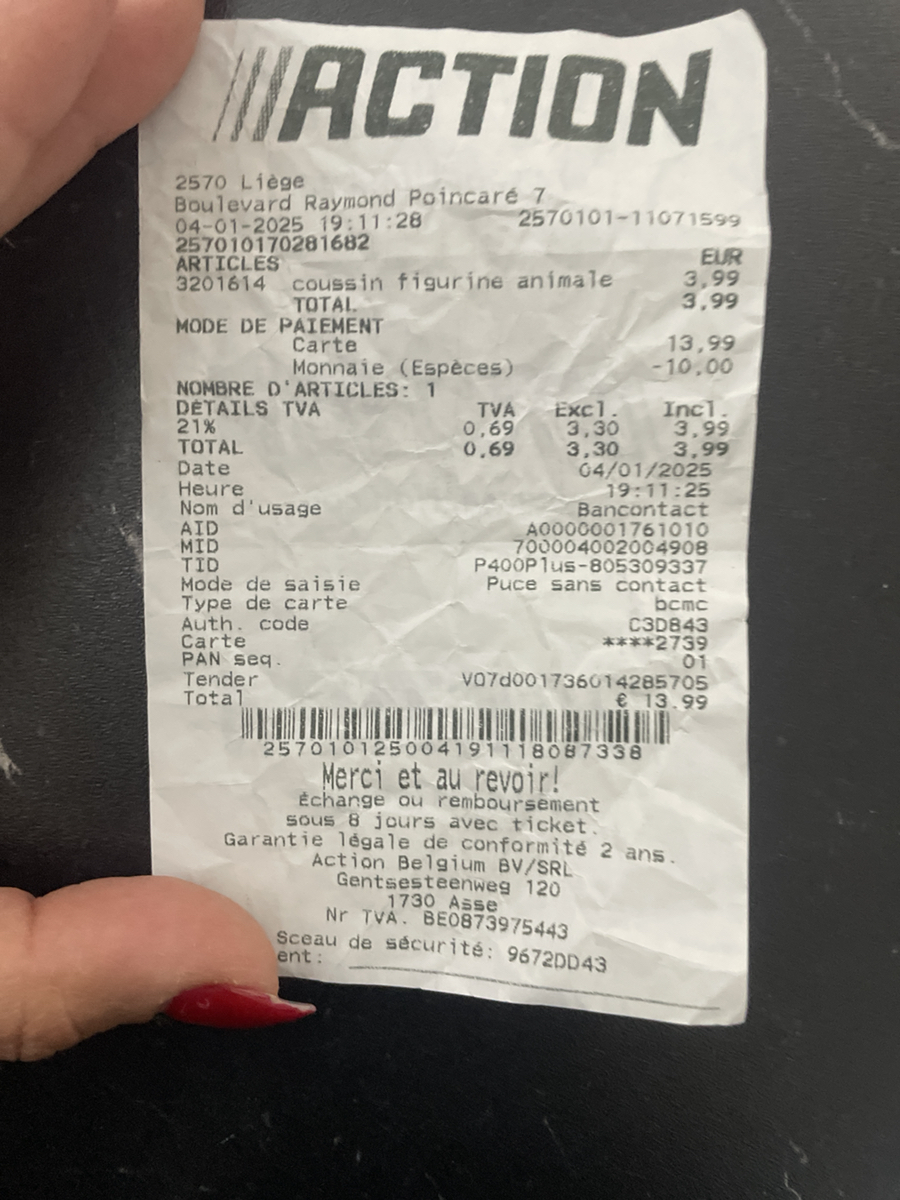 ACTION
2570 Liège
Boulevard Raymond Poincaré 7
04-01-2025 19:11:28 2570101-11071599
257010170281682
ARTICLES EUR
3201614 coussin figurine animale 3,99
TOTAL 3,99
MODE DE PAIEMENT
Carte 13,99
Monnaie (Espèces) -10,00
NOMBRE D'ARTICLES: 1
DÉTAILS TVA TVA Excl. Incl.
21% 0,69 3,30 3,99
TOTAL 0,69 3,30 3,99
Date 04/01/2025
Heure 19:11:25
Nom d'usage Bancontact
AID A0000001761010
MID 700004002004908
TID P400Plus-805309337
Mode de saisie Puce sans contact
Type de carte bcmc
Auth. code C3D843
Carte ****2739
PAN seq. 01
Tender VQ7d001736014285705
Total € 13.99
257010125004191118087338
Merci et au revoir!
Échange ou remboursement
sous 8 jours avec ticket.
Garantie légale de conformité 2 ans.
Action Belgium BV/SRL
Gentsesteenweg 120
1730 Asse
Nr TVA. BE0873975443
Sceau de sécurité: 9672DD43
ent: